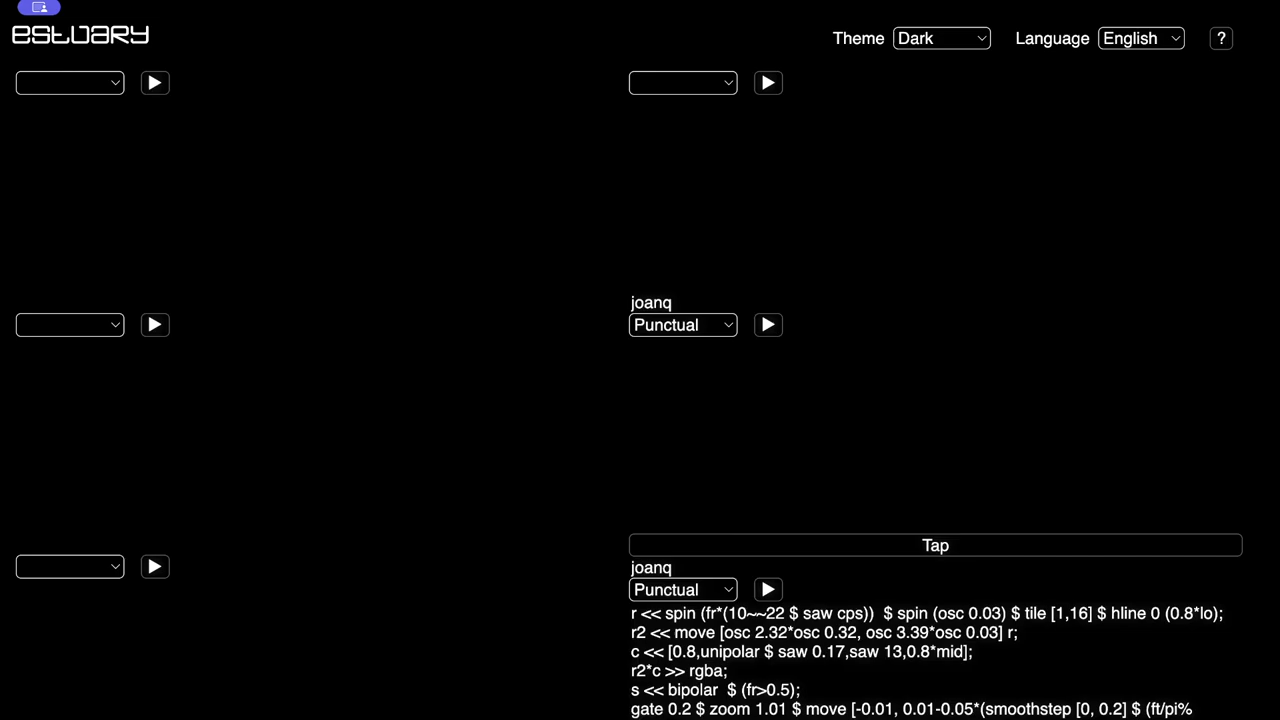 estuary
Theme Dark Language English ?
joanq
Punctual
Tap
joanq
Punctual
r << spin (fr*(10~~22 $ saw cps))  $ spin (osc 0.03) $ tile [1,16] $ hline 0 (0.8*lo);
r2 << move [osc 2.32*osc 0.32, osc 3.39*osc 0.03] r;
c << [0.8,unipolar $ saw 0.17,saw 13,0.8*mid];
r2*c >> rgba;
s << bipolar  $ (fr>0.5);
gate 0.2 $ zoom 1.01 $ move [-0.01, 0.01-0.05*(smoothstep [0, 0.2] $ (ft/pi%